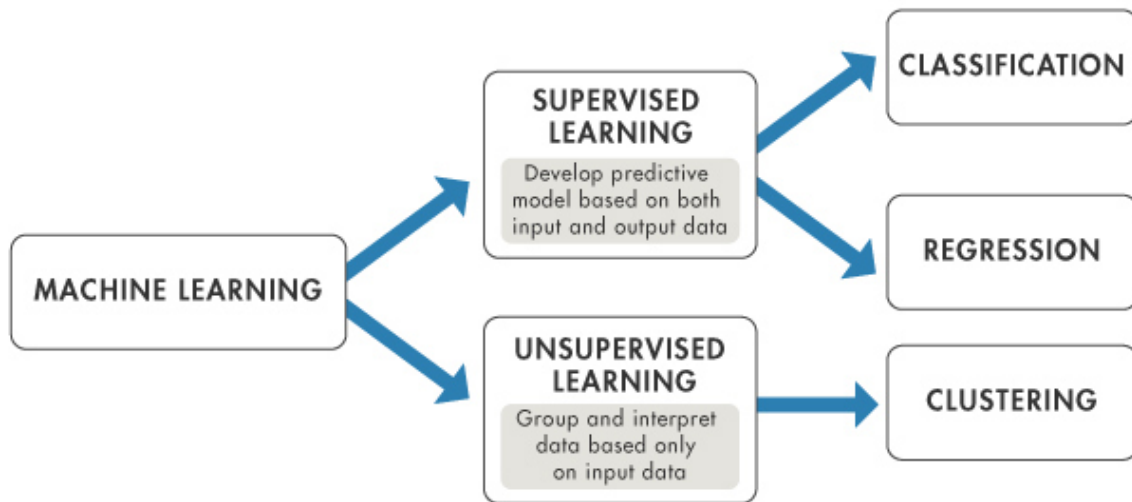 MACHINE LEARNING
SUPERVISED
LEARNING
Develop predictive
model based on both
input and output data
UNSUPERVISED
LEARNING
Group and interpret
data based only
on input data
CLASSIFICATION
REGRESSION
CLUSTERING